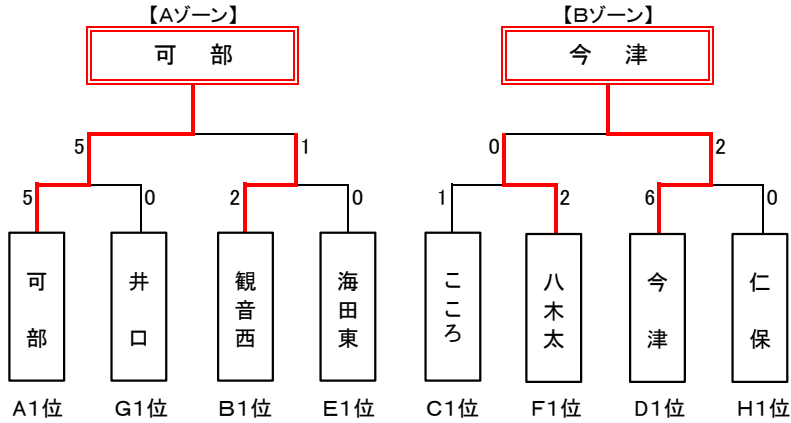 【Aゾーン】 【Bゾーン】
可 部 今 津
5 1 0 2
5 0 2 0 1 2 6 0
可部 井口 観音西 海田東 こころ 八木太 今津 仁保
A1位 G1位 B1位 E1位 C1位 F1位 D1位 H1位